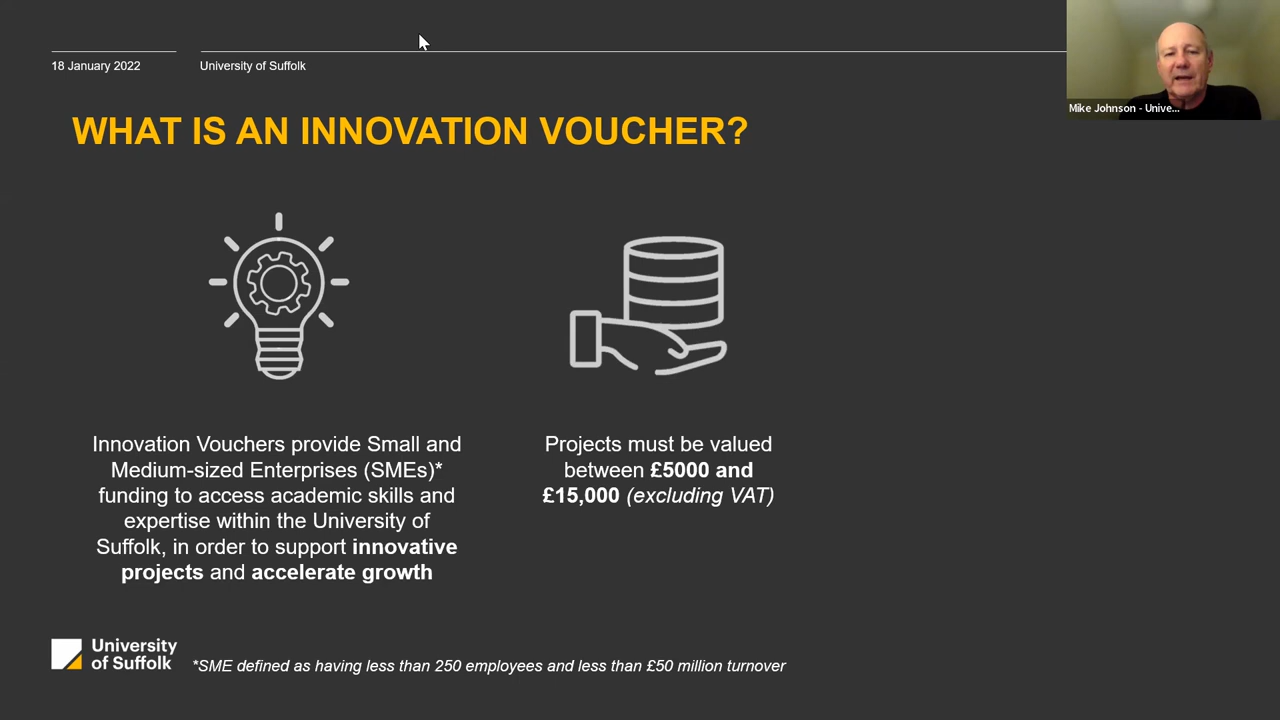 18 January 2022
University of Suffolk
Mike Johnson - Unive...
WHAT IS AN INNOVATION VOUCHER?
Innovation Vouchers provide Small and
Medium-sized Enterprises (SMEs)*
funding to access academic skills and
expertise within the University of
Suffolk, in order to support innovative
projects and accelerate growth
Projects must be valued
between £5000 and
£15,000 (excluding VAT)
University
of Suffolk
*SME defined as having less than 250 employees and less than £50 million turnover